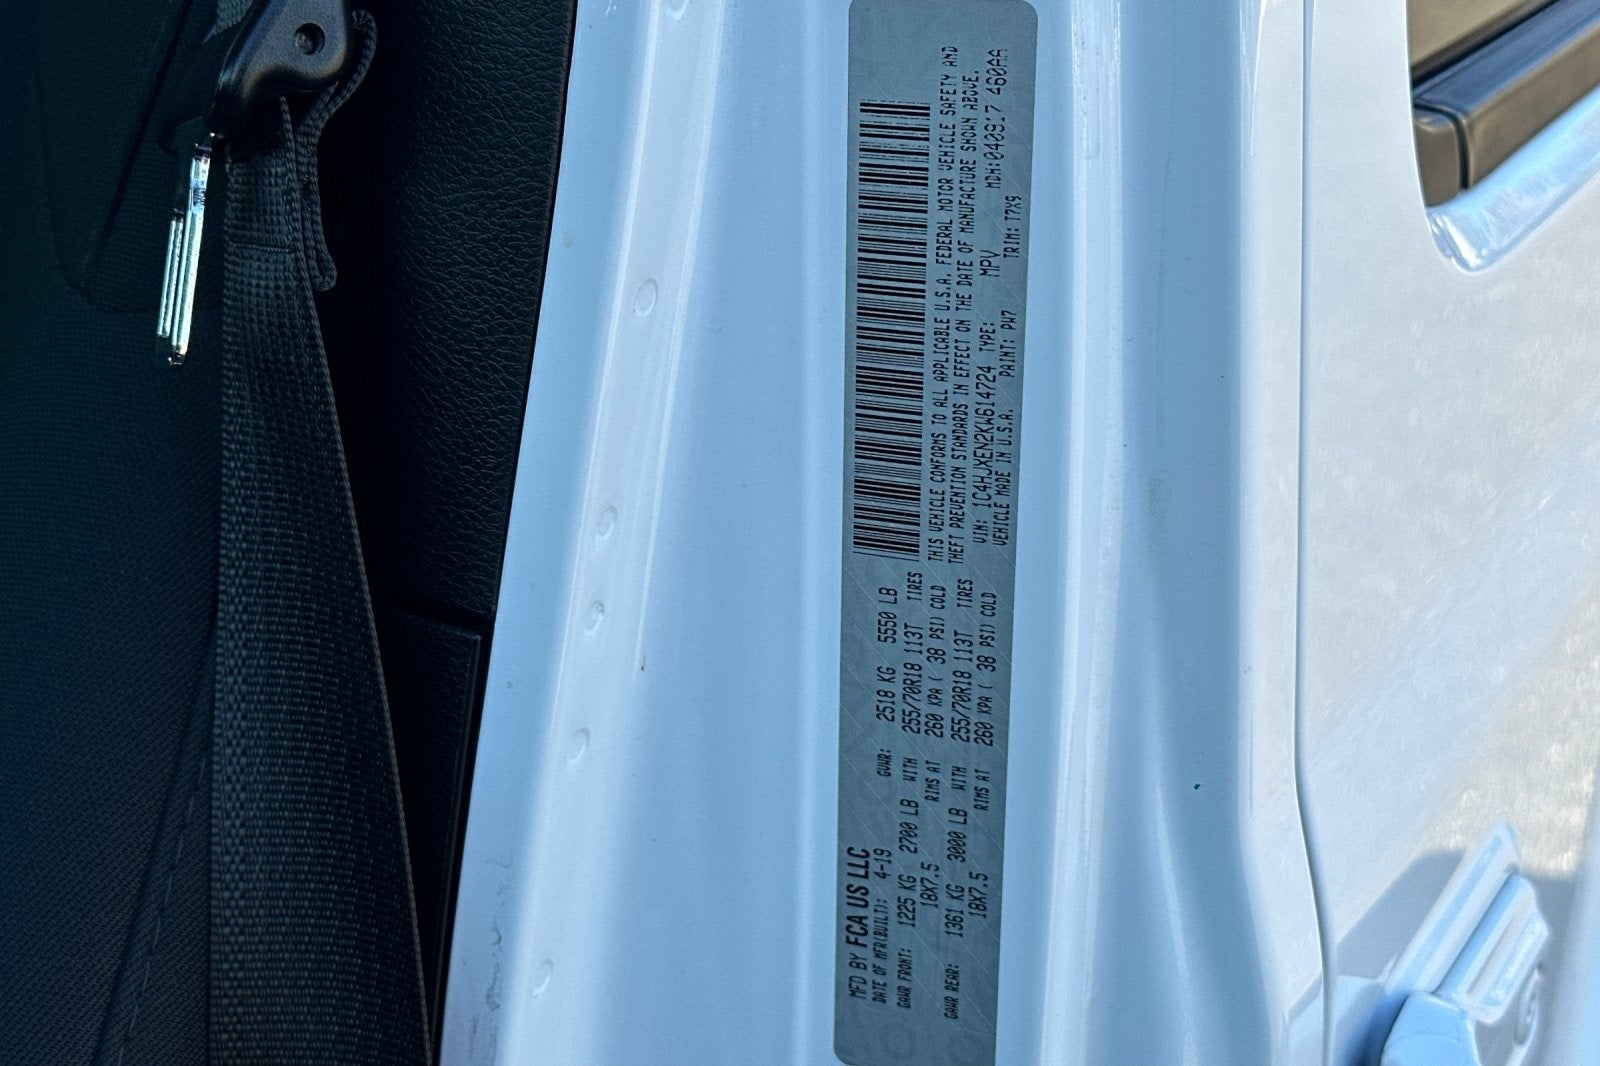 MFD BY FCA US LLC
DATE OF MFR(BUILT): 4-19 GVWR: 2518 KG 5550 LB
GAWR FRONT: 1225 KG 2700 LB WITH 255/70R18 113T TIRES
18X7.5 RIMS AT 260 KPA ( 38 PSI) COLD
GAWR REAR: 1361 KG 3000 LB WITH 255/70R18 113T TIRES
18X7.5 RIMS AT 260 KPA ( 38 PSI) COLD
THIS VEHICLE CONFORMS TO ALL APPLICABLE U.S.A. FEDERAL MOTOR VEHICLE SAFETY AND
THEFT PREVENTION STANDARDS IN EFFECT ON THE DATE OF MANUFACTURE SHOWN ABOVE.
VIN: 1C4HJXEN2KW614724 TYPE: MPV MDH:040917 460AA
VEHICLE MADE IN U.S.A. PAINT: PW7 TRIM: T7X9